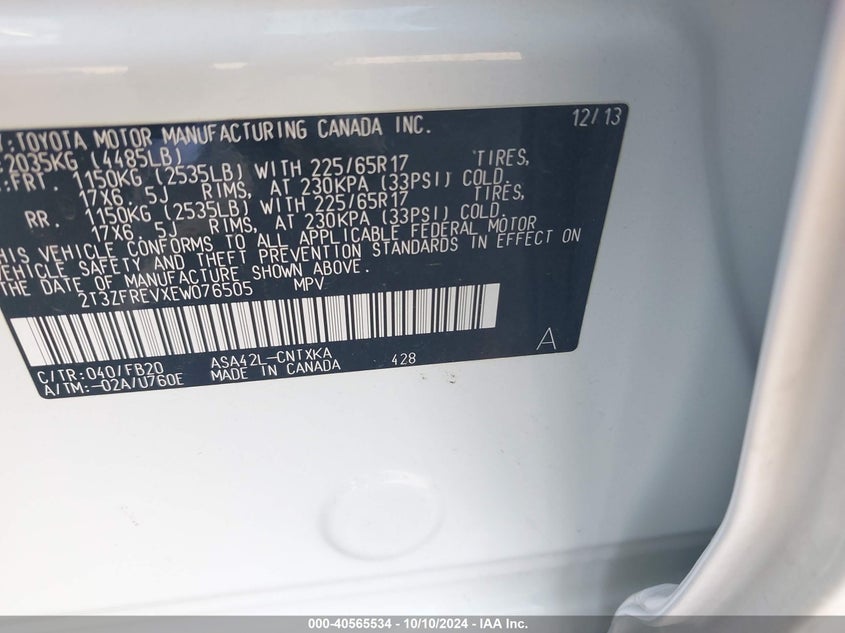 TOYOTA MOTOR MANUFACTURING CANADA INC. 12/13
2035KG (4485LB)
FRT. 1150KG (2535LB) WITH 225/65R17 TIRES,
17X6.5J RIMS, AT 230KPA (33PSI) COLD.
RR. 1150KG (2535LB) WITH 225/65R17 TIRES,
17X6.5J RIMS, AT 230KPA (33PSI) COLD.
THIS VEHICLE CONFORMS TO ALL APPLICABLE FEDERAL MOTOR
VEHICLE SAFETY AND THEFT PREVENTION STANDARDS IN EFFECT ON
THE DATE OF MANUFACTURE SHOWN ABOVE.
2T3ZFREVXEW076505 MPV
C/TR:040/FB20 ASA42L-CNTXKA 428 A
A/TM:-02A/U760E MADE IN CANADA
000-40565534 - 10/10/2024 - IAA Inc.